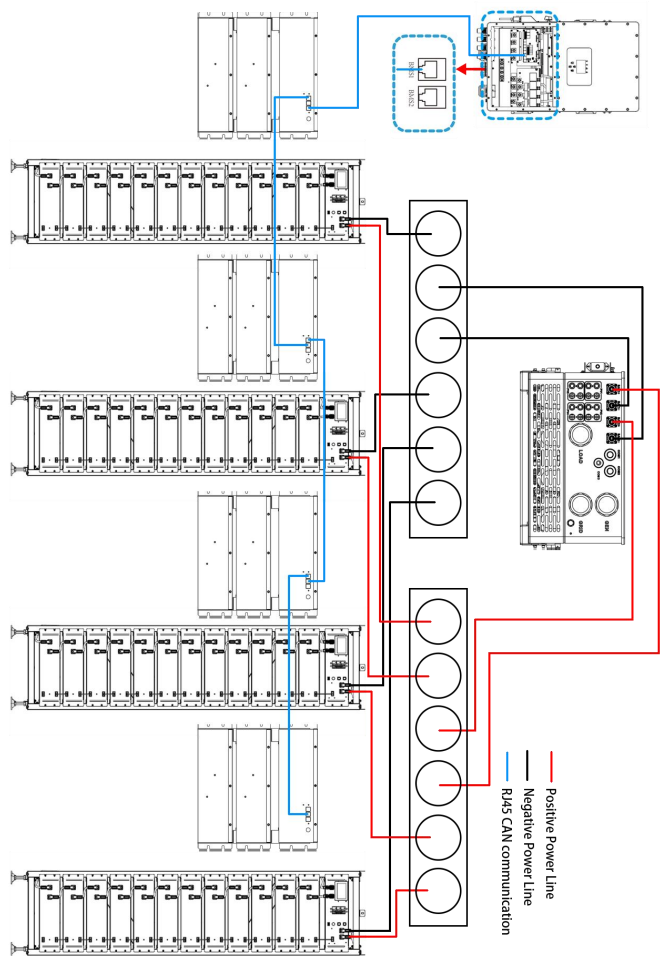 BMS1
BMS2
LOAD
GRID
GEN
Positive Power Line
Negative Power Line
RJ45 CAN communication